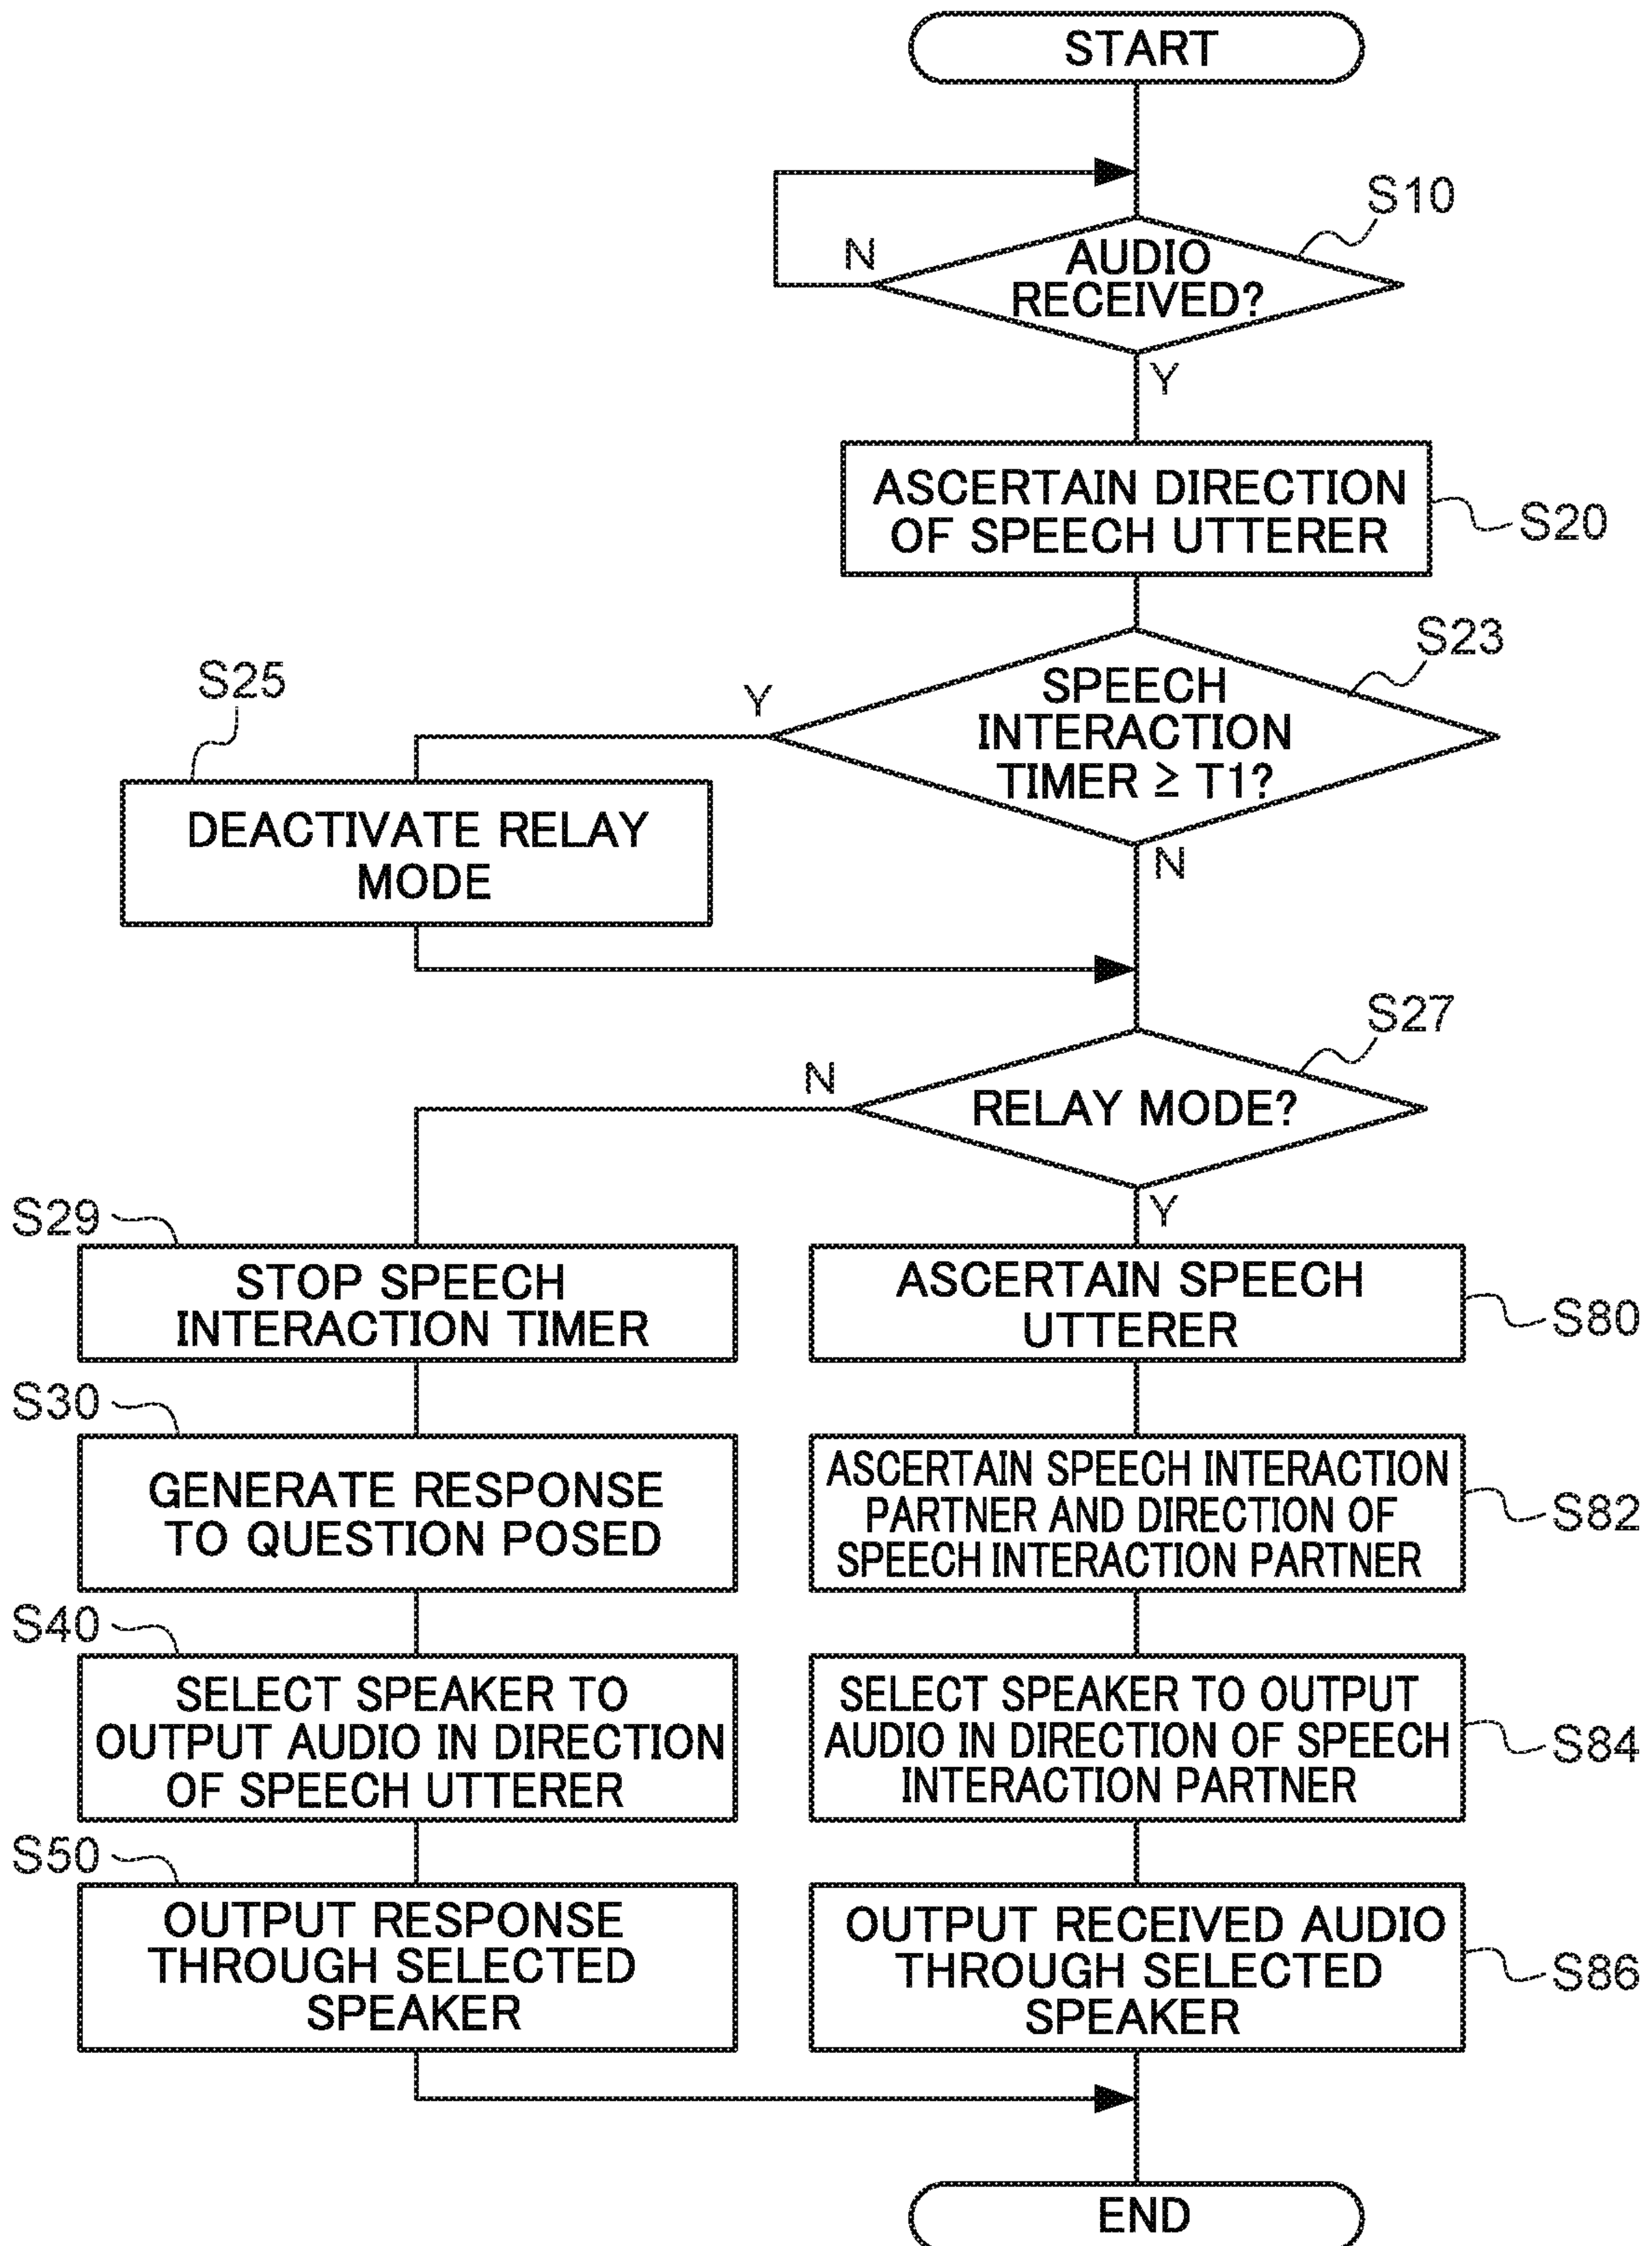 START
S10
N
AUDIO
RECEIVED?
Y
ASCERTAIN DIRECTION
OF SPEECH UTTERER
S20
S23
S25
Y
SPEECH
INTERACTION
TIMER ≥ T1?
DEACTIVATE RELAY
MODE
N
S27
N
RELAY MODE?
Y
S29
STOP SPEECH
INTERACTION TIMER
ASCERTAIN SPEECH
UTTERER
S80
S30
GENERATE RESPONSE
TO QUESTION POSED
ASCERTAIN SPEECH INTERACTION
PARTNER AND DIRECTION OF
SPEECH INTERACTION PARTNER
S82
S40
SELECT SPEAKER TO
OUTPUT AUDIO IN DIRECTION
OF SPEECH UTTERER
SELECT SPEAKER TO OUTPUT
AUDIO IN DIRECTION OF SPEECH
INTERACTION PARTNER
S84
S50
OUTPUT RESPONSE
THROUGH SELECTED
SPEAKER
OUTPUT RECEIVED AUDIO
THROUGH SELECTED
SPEAKER
S86
END